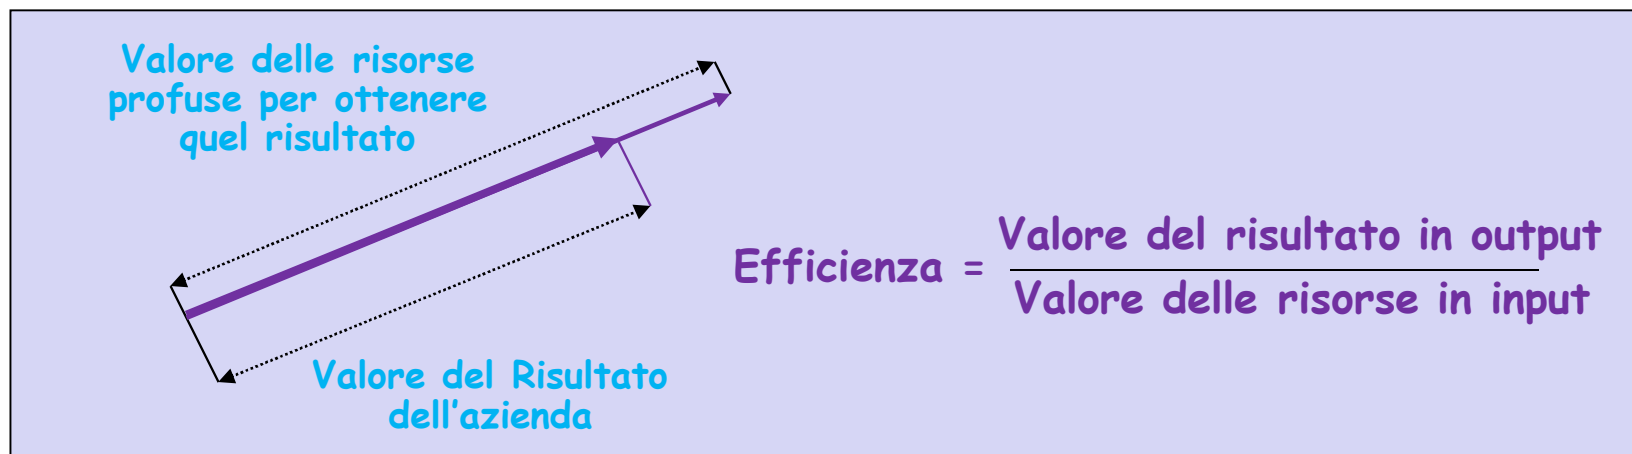 Valore delle risorse
profuse per ottenere
quel risultato
Valore del Risultato
dell'azienda
Efficienza =
Valore del risultato in output
Valore delle risorse in input